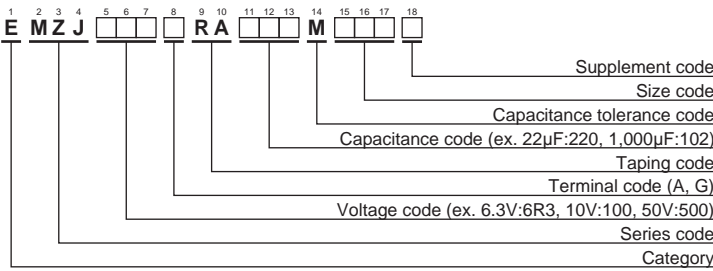 1 2 3 4 5 6 7 8 9 10 11 12 13 14 15 16 17 18
E M Z J □ □ □ □ R A □ □ □ M □ □ □ □
Supplement code
Size code
Capacitance tolerance code
Capacitance code (ex. 22μF:220, 1,000μF:102)
Taping code
Terminal code (A, G)
Voltage code (ex. 6.3V:6R3, 10V:100, 50V:500)
Series code
Category